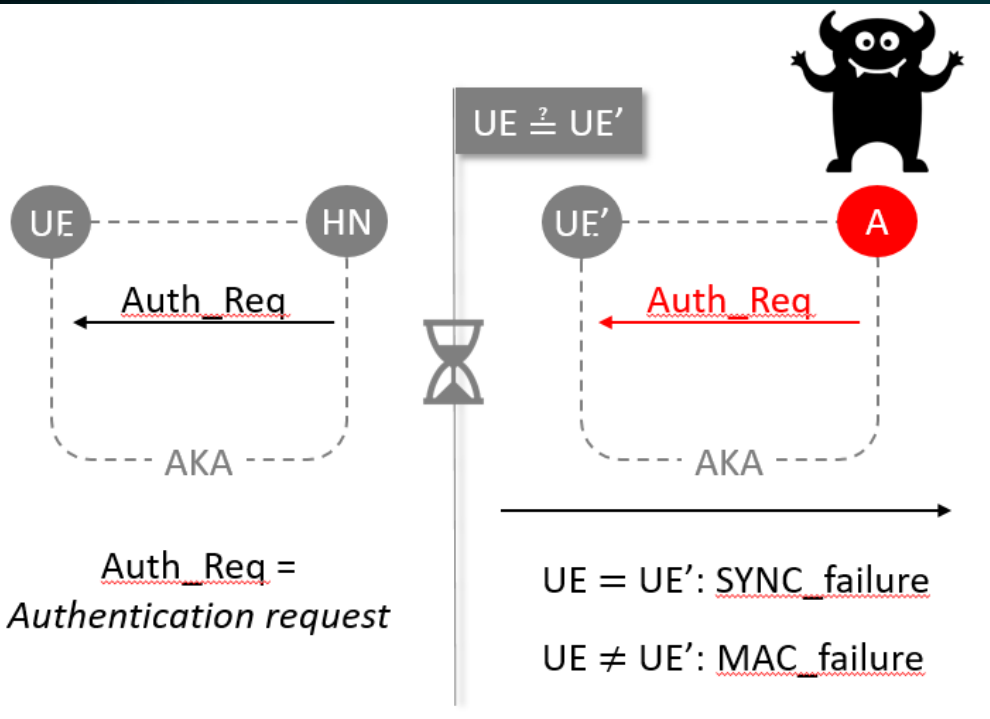 UE ≟ UE’
UE
HN
Auth_Req
AKA
Auth_Req =
Authentication request
UE’
A
Auth_Req
AKA
UE = UE’: SYNC_failure
UE ≠ UE’: MAC_failure